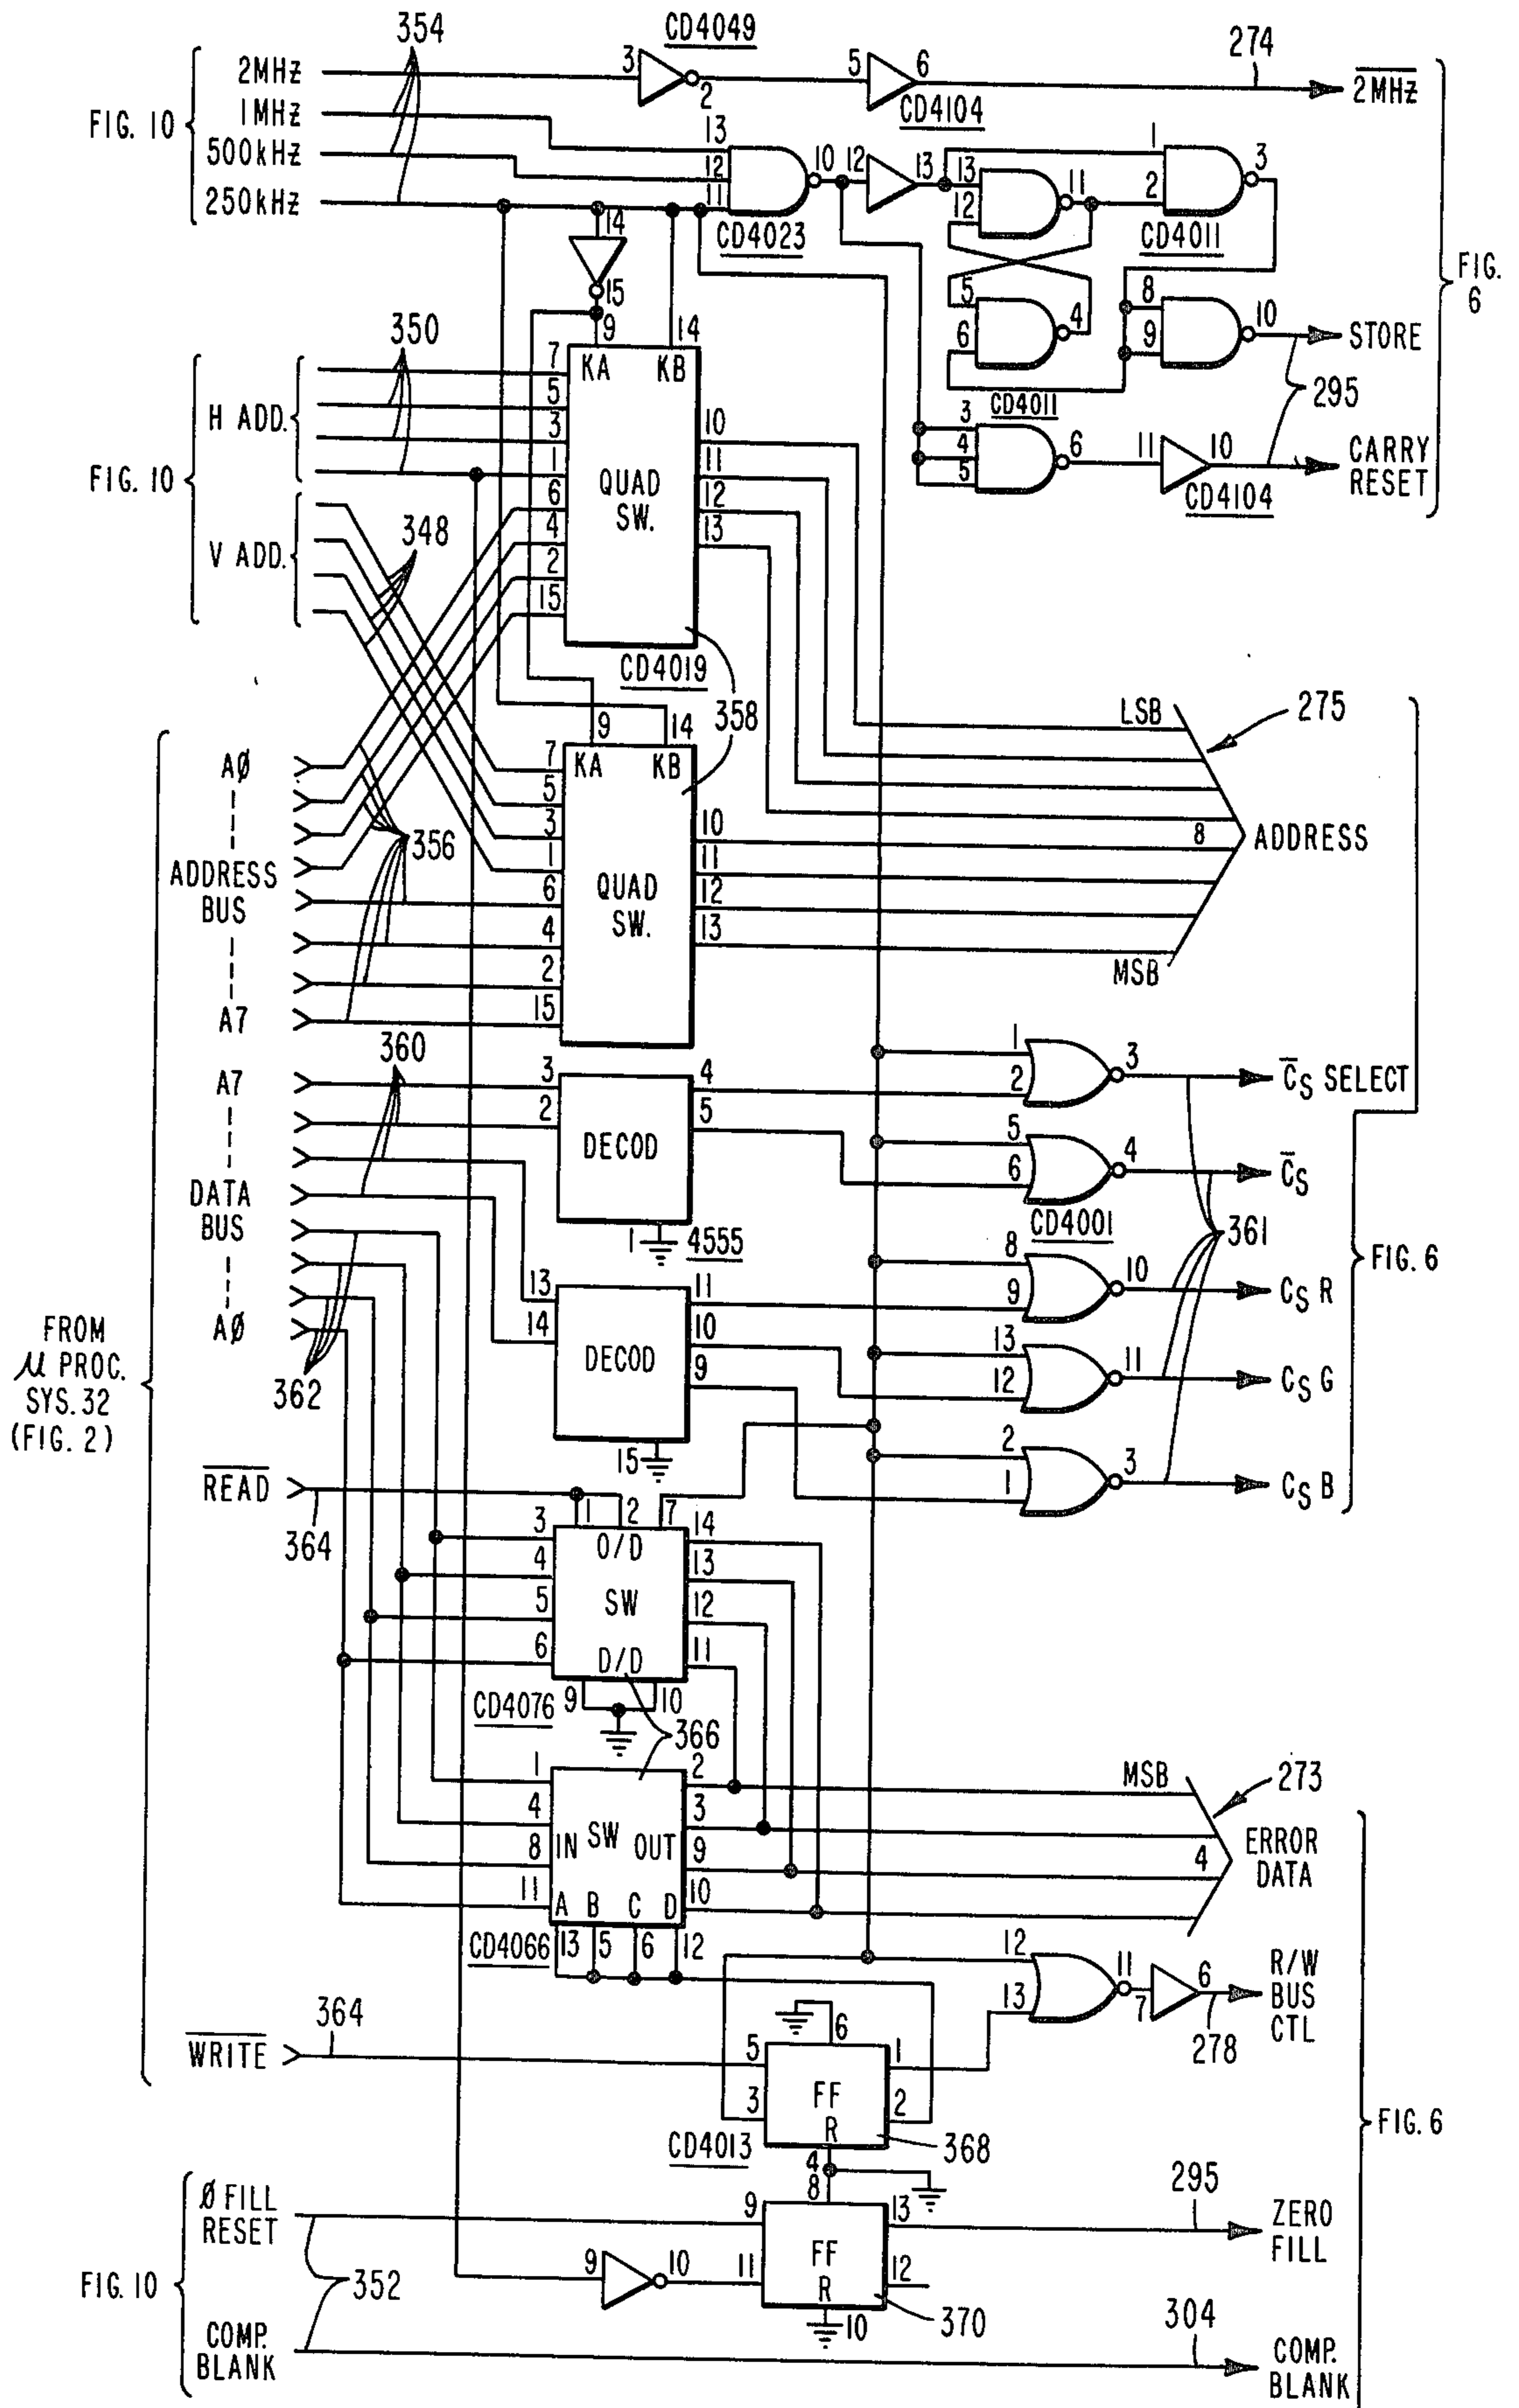 354
CD4049
274
2MHz
3
2
5
6
CD4104
2MHz
FIG. 10
1MHz
500kHz
250kHz
13
12
11
10
12
13
13
12
11
1
2
3
CD4023
CD4011
FIG. 6
14
15
9
14
5
6
4
8
9
10
STORE
295
CD4011
350
H ADD.
7
5
3
1
6
4
2
15
KA
KB
QUAD
SW.
10
11
12
13
3
4
5
6
11
10
CARRY
RESET
CD4104
FIG. 10
348
V ADD.
CD4019
358
9
14
LSB
275
AØ
ADDRESS
BUS
A7
356
7
5
3
1
6
4
2
15
KA
KB
QUAD
SW.
10
11
12
13
8
ADDRESS
MSB
360
A7
DATA
BUS
AØ
3
2
DECOD
4
5
1
4555
1
2
3
C̅S SELECT
5
6
4
C̅S
CD4001
361
FIG. 6
13
14
DECOD
11
10
9
15
8
9
10
CS R
13
12
11
CS G
2
1
3
CS B
FROM
μ PROC.
SYS. 32
(FIG. 2)
362
READ
364
1
2
7
3
4
5
6
O/D
SW
D/D
14
13
12
11
CD4076
9
10
366
1
4
8
11
IN
SW
OUT
A B C D
2
3
9
10
CD4066
13
5
6
12
MSB
273
4
ERROR
DATA
12
13
11
7
6
R/W
BUS
CTL
278
WRITE
364
6
5
3
FF
R
1
2
CD4013
4
368
8
FIG. 6
Ø FILL
RESET
9
11
FF
R
13
12
10
370
295
ZERO
FILL
FIG. 10
352
9
10
COMP.
BLANK
304
COMP.
BLANK